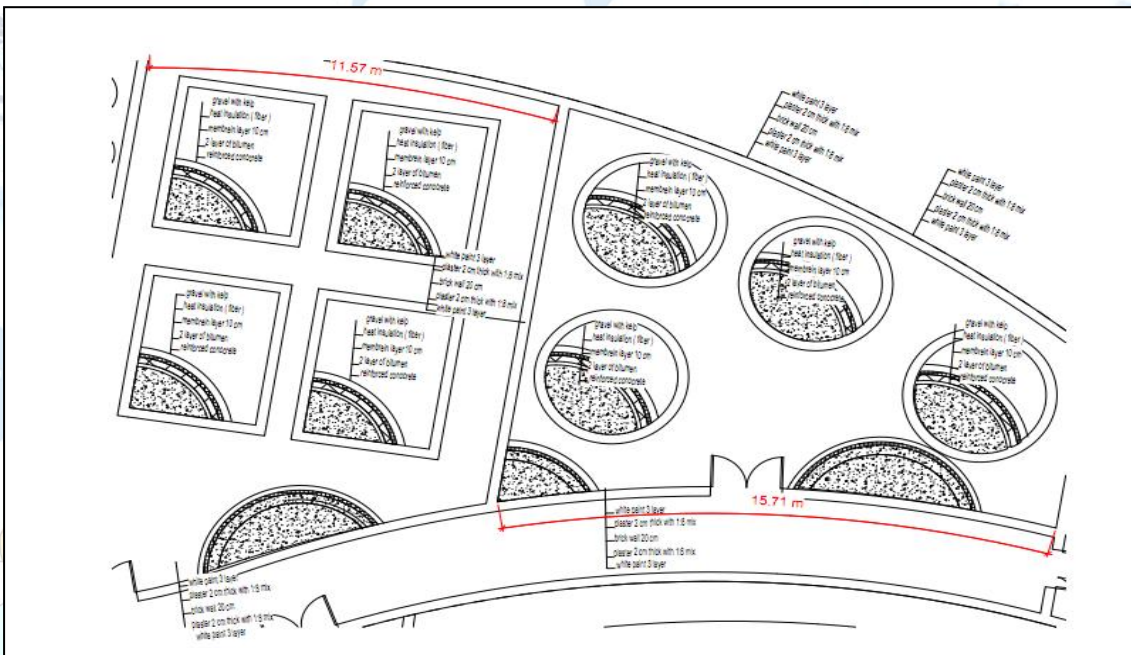 11.57 m
gravel with kelp
heat insulation ( fiber )
membrein layer 10 cm
2 layer of bitumen
reinforced concrete
gravel with kelp
heat insulation ( fiber )
membrein layer 10 cm
2 layer of bitumen
reinforced concrete
white paint 3 layer
plaster 2 cm thick with 1:6 mix
brick wall 20 cm
plaster 2 cm thick with 1:6 mix
white paint 3 layer
gravel with kelp
heat insulation ( fiber )
membrein layer 10 cm
2 layer of bitumen
reinforced concrete
gravel with kelp
heat insulation ( fiber )
membrein layer 10 cm
2 layer of bitumen
reinforced concrete
gravel with kelp
heat insulation ( fiber )
membrein layer 10 cm
2 layer of bitumen
reinforced concrete
white paint 3 layer
plaster 2 cm thick with 1:6 mix
brick wall 20 cm
plaster 2 cm thick with 1:6 mix
white paint 3 layer
white paint 3 layer
plaster 2 cm thick with 1:6 mix
brick wall 20 cm
plaster 2 cm thick with 1:6 mix
white paint 3 layer
gravel with kelp
heat insulation ( fiber )
membrein layer 10 cm
2 layer of bitumen
reinforced concrete
gravel with kelp
heat insulation ( fiber )
membrein layer 10 cm
2 layer of bitumen
reinforced concrete
gravel with kelp
heat insulation ( fiber )
membrein layer 10 cm
2 layer of bitumen
reinforced concrete
15.71 m
white paint 3 layer
plaster 2 cm thick with 1:6 mix
brick wall 20 cm
plaster 2 cm thick with 1:6 mix
white paint 3 layer
white paint 3 layer
plaster 2 cm thick with 1:6 mix
brick wall 20 cm
plaster 2 cm thick with 1:6 mix
white paint 3 layer